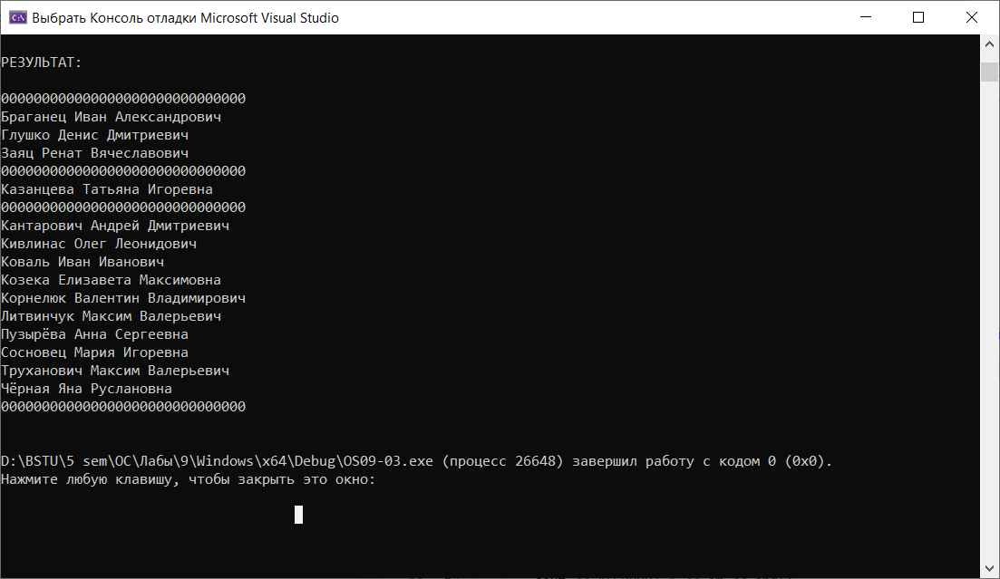 Выбрать Консоль отладки Microsoft Visual Studio
РЕЗУЛЬТАТ:
000000000000000000000000000000
Браганец Иван Александрович
Глушко Денис Дмитриевич
Заяц Ренат Вячеславович
000000000000000000000000000000
Казанцева Татьяна Игоревна
000000000000000000000000000000
Кантарович Андрей Дмитриевич
Кивлинас Олег Леонидович
Коваль Иван Иванович
Козека Елизавета Максимовна
Корнелюк Валентин Владимирович
Литвинчук Максим Валерьевич
Пузырёва Анна Сергеевна
Сосновец Мария Игоревна
Труханович Максим Валерьевич
Чёрная Яна Руслановна
000000000000000000000000000000
D:\BSTU\5 sem\ОС\Лабы\9\Windows\x64\Debug\OS09-03.exe (процесс 26648) завершил работу с кодом 0 (0x0).
Нажмите любую клавишу, чтобы закрыть это окно: